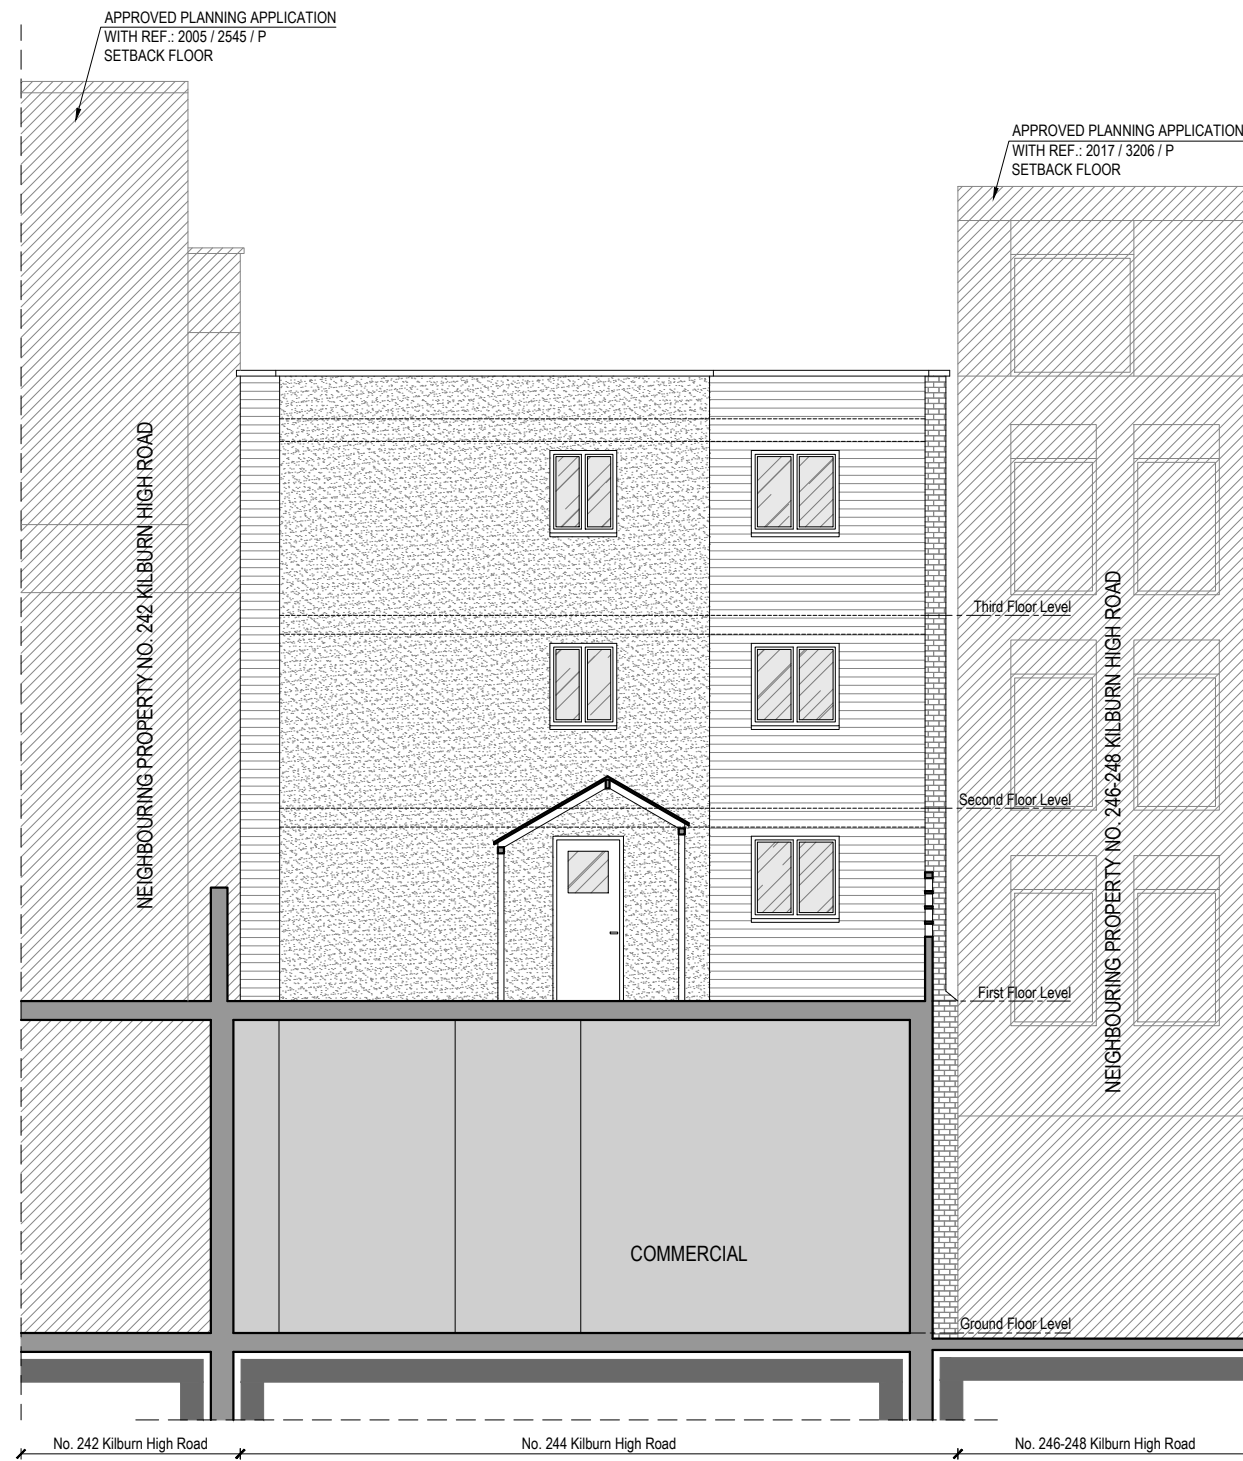 APPROVED PLANNING APPLICATION
WITH REF.: 2005 / 2545 / P
SETBACK FLOOR
APPROVED PLANNING APPLICATION
WITH REF.: 2017 / 3206 / P
SETBACK FLOOR
NEIGHBOURING PROPERTY NO. 242 KILBURN HIGH ROAD
NEIGHBOURING PROPERTY NO. 246-248 KILBURN HIGH ROAD
Third Floor Level
Second Floor Level
First Floor Level
COMMERCIAL
Ground Floor Level
No. 242 Kilburn High Road
No. 244 Kilburn High Road
No. 246-248 Kilburn High Road